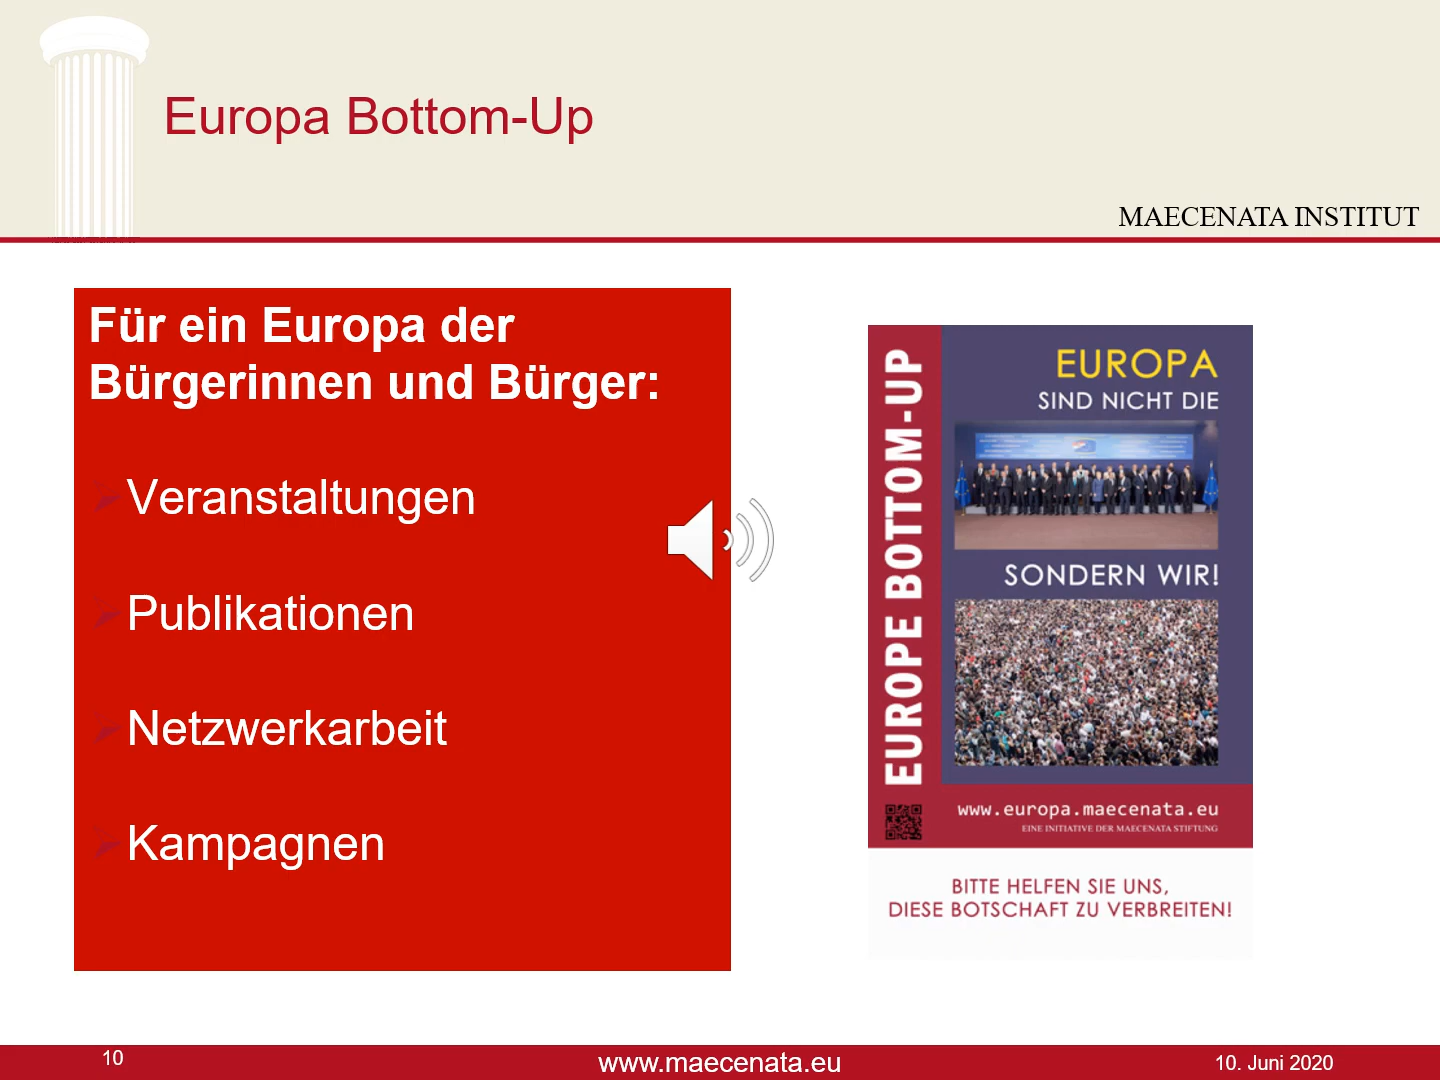 Europa Bottom-Up
MAECENATA INSTITUT
Für ein Europa der
Bürgerinnen und Bürger:
Veranstaltungen
Publikationen
Netzwerkarbeit
Kampagnen
EUROPE BOTTOM-UP
EUROPA
SIND NICHT DIE
SONDERN WIR!
www.europa.maecenata.eu
EINE INITIATIVE DER MAECENATA STIFTUNG
BITTE HELFEN SIE UNS,
DIESE BOTSCHAFT ZU VERBREITEN!
10
www.maecenata.eu
10. Juni 2020